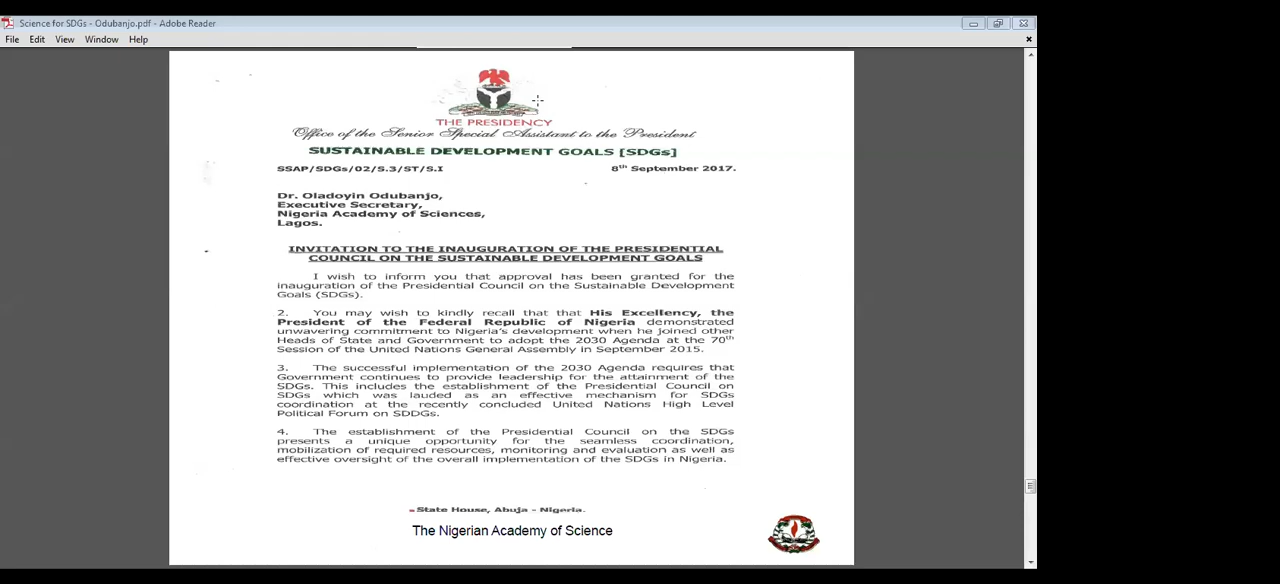 Science for SDGs - Odubanjo.pdf - Adobe Reader
File Edit View Window Help
THE PRESIDENCY
Office of the Senior Special Assistant to the President
SUSTAINABLE DEVELOPMENT GOALS [SDGs]
SSAP/SDGs/02/S.3/ST/S.I 8th September 2017.
Dr. Oladoyin Odubanjo,
Executive Secretary,
Nigeria Academy of Sciences,
Lagos.
INVITATION TO THE INAUGURATION OF THE PRESIDENTIAL
COUNCIL ON THE SUSTAINABLE DEVELOPMENT GOALS
I wish to inform you that approval has been granted for the
inauguration of the Presidential Council on the Sustainable Development
Goals (SDGs).
2. You may wish to kindly recall that that His Excellency, the
President of the Federal Republic of Nigeria demonstrated
unwavering commitment to Nigeria's development when he joined other
Heads of State and Government to adopt the 2030 Agenda at the 70th
Session of the United Nations General Assembly in September 2015.
3. The successful implementation of the 2030 Agenda requires that
Government continues to provide leadership for the attainment of the
SDGs. This includes the establishment of the Presidential Council on
SDGs which was lauded as an effective mechanism for SDGs
coordination at the recently concluded United Nations High Level
Political Forum on SDDGs.
4. The establishment of the Presidential Council on the SDGs
presents a unique opportunity for the seamless coordination,
mobilization of required resources, monitoring and evaluation as well as
effective oversight of the overall implementation of the SDGs in Nigeria.
State House, Abuja - Nigeria.
The Nigerian Academy of Science